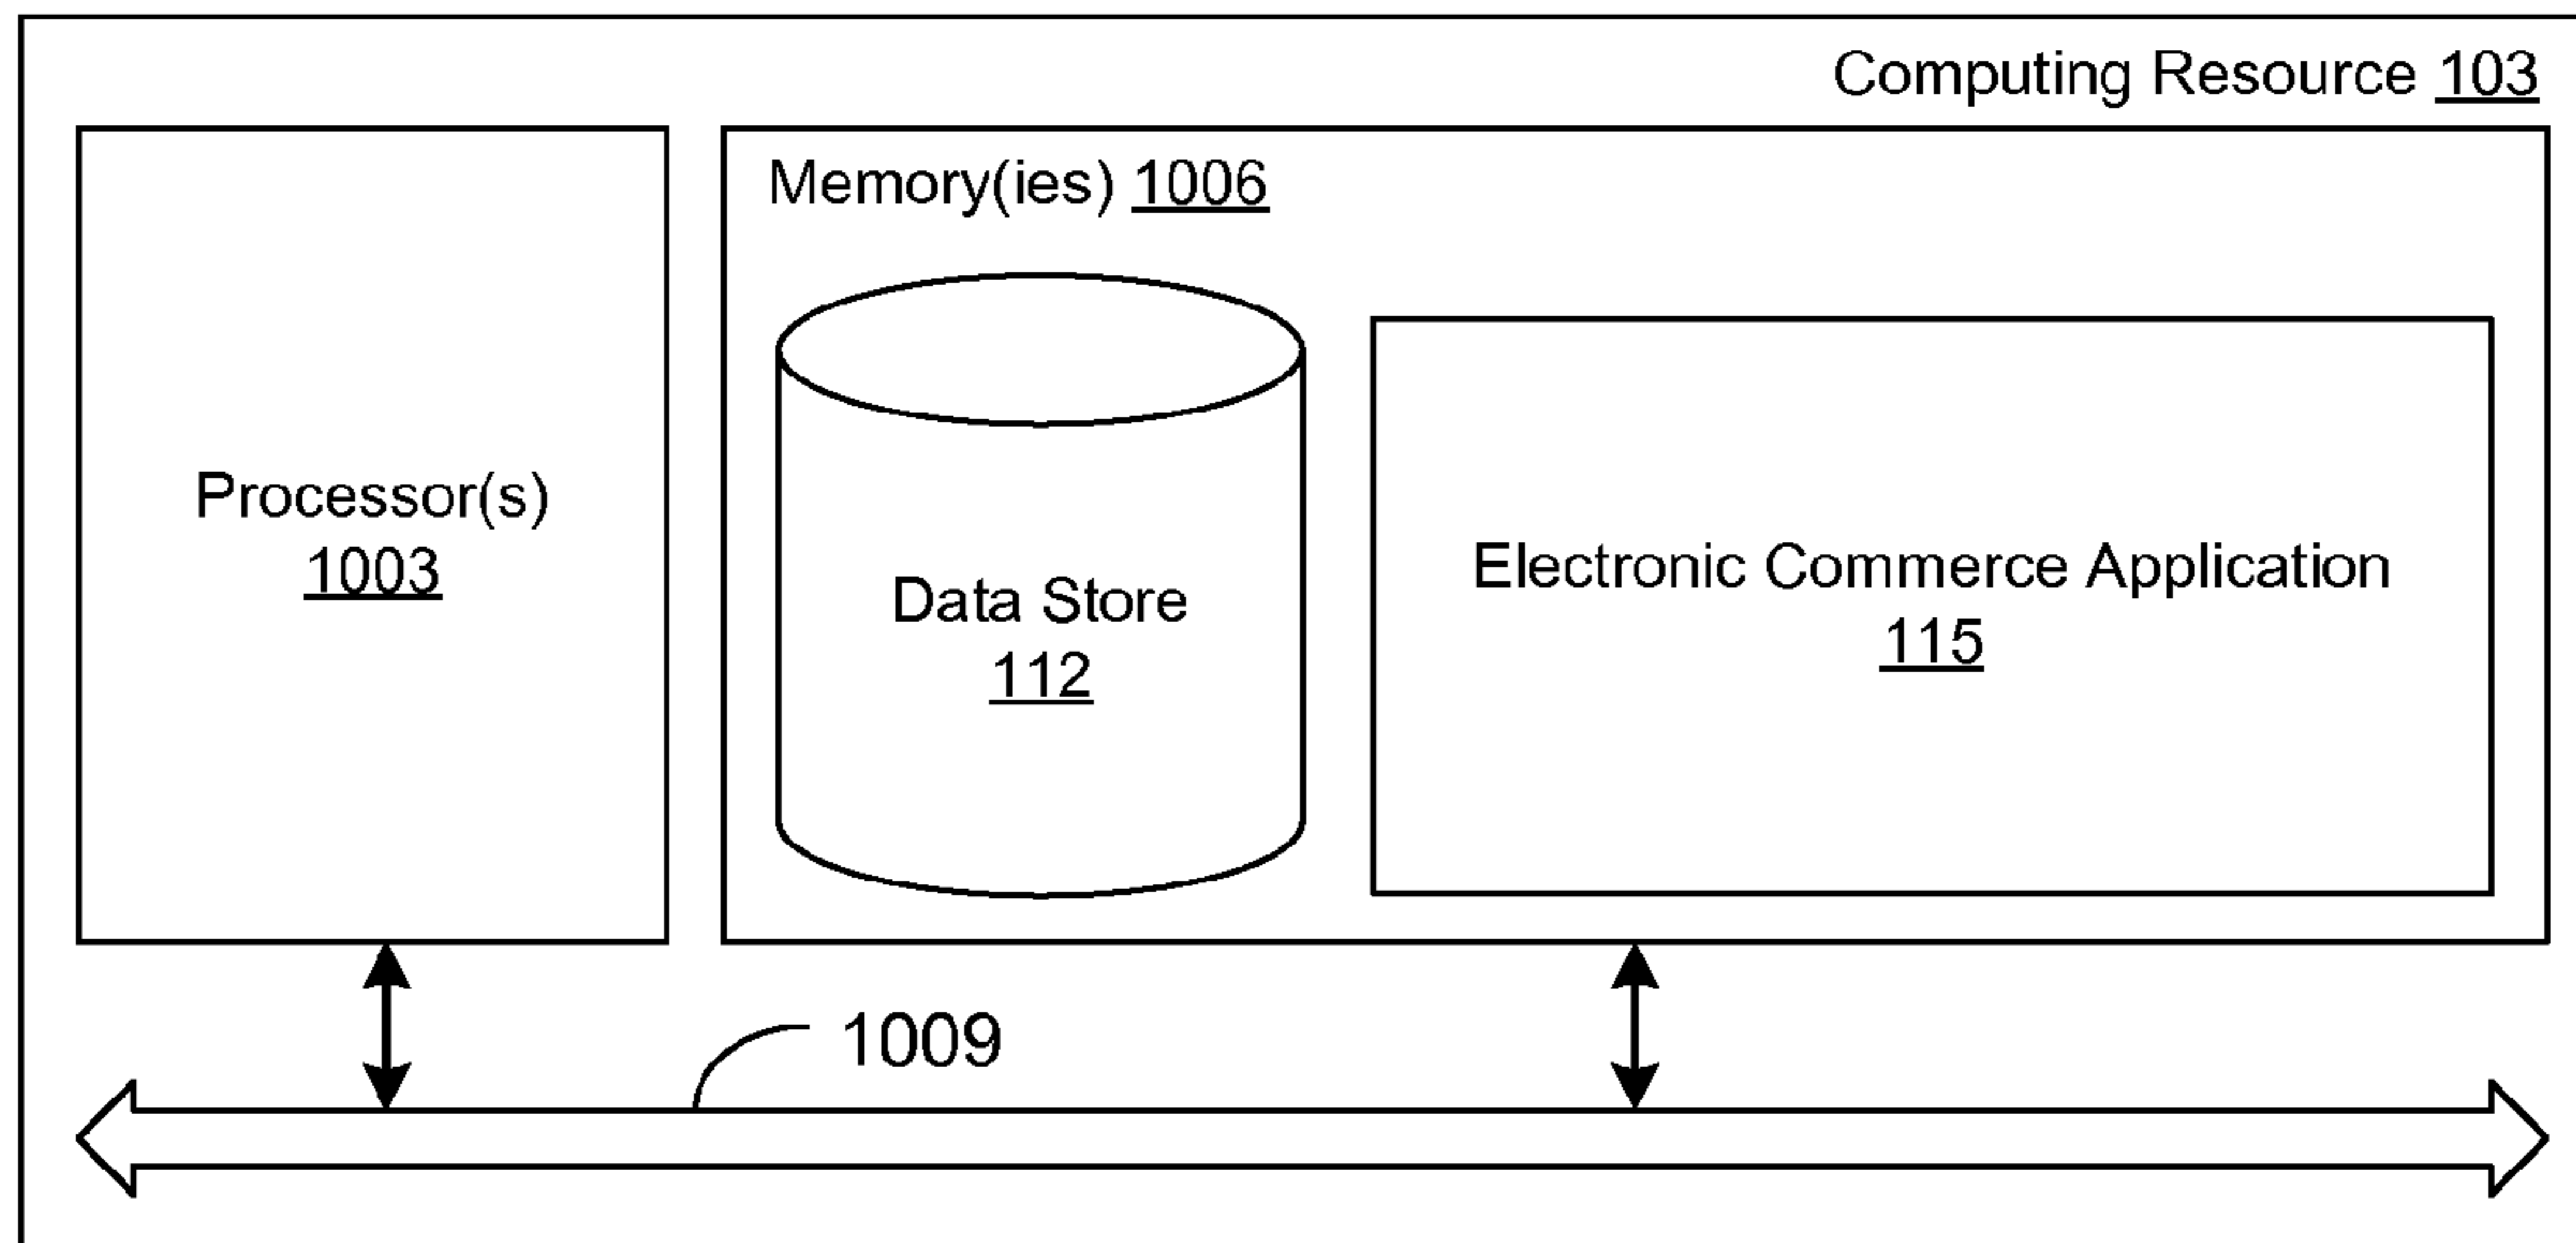 Computing Resource 103
Memory(ies) 1006
Processor(s)
1003
Data Store
112
Electronic Commerce Application
115
1009